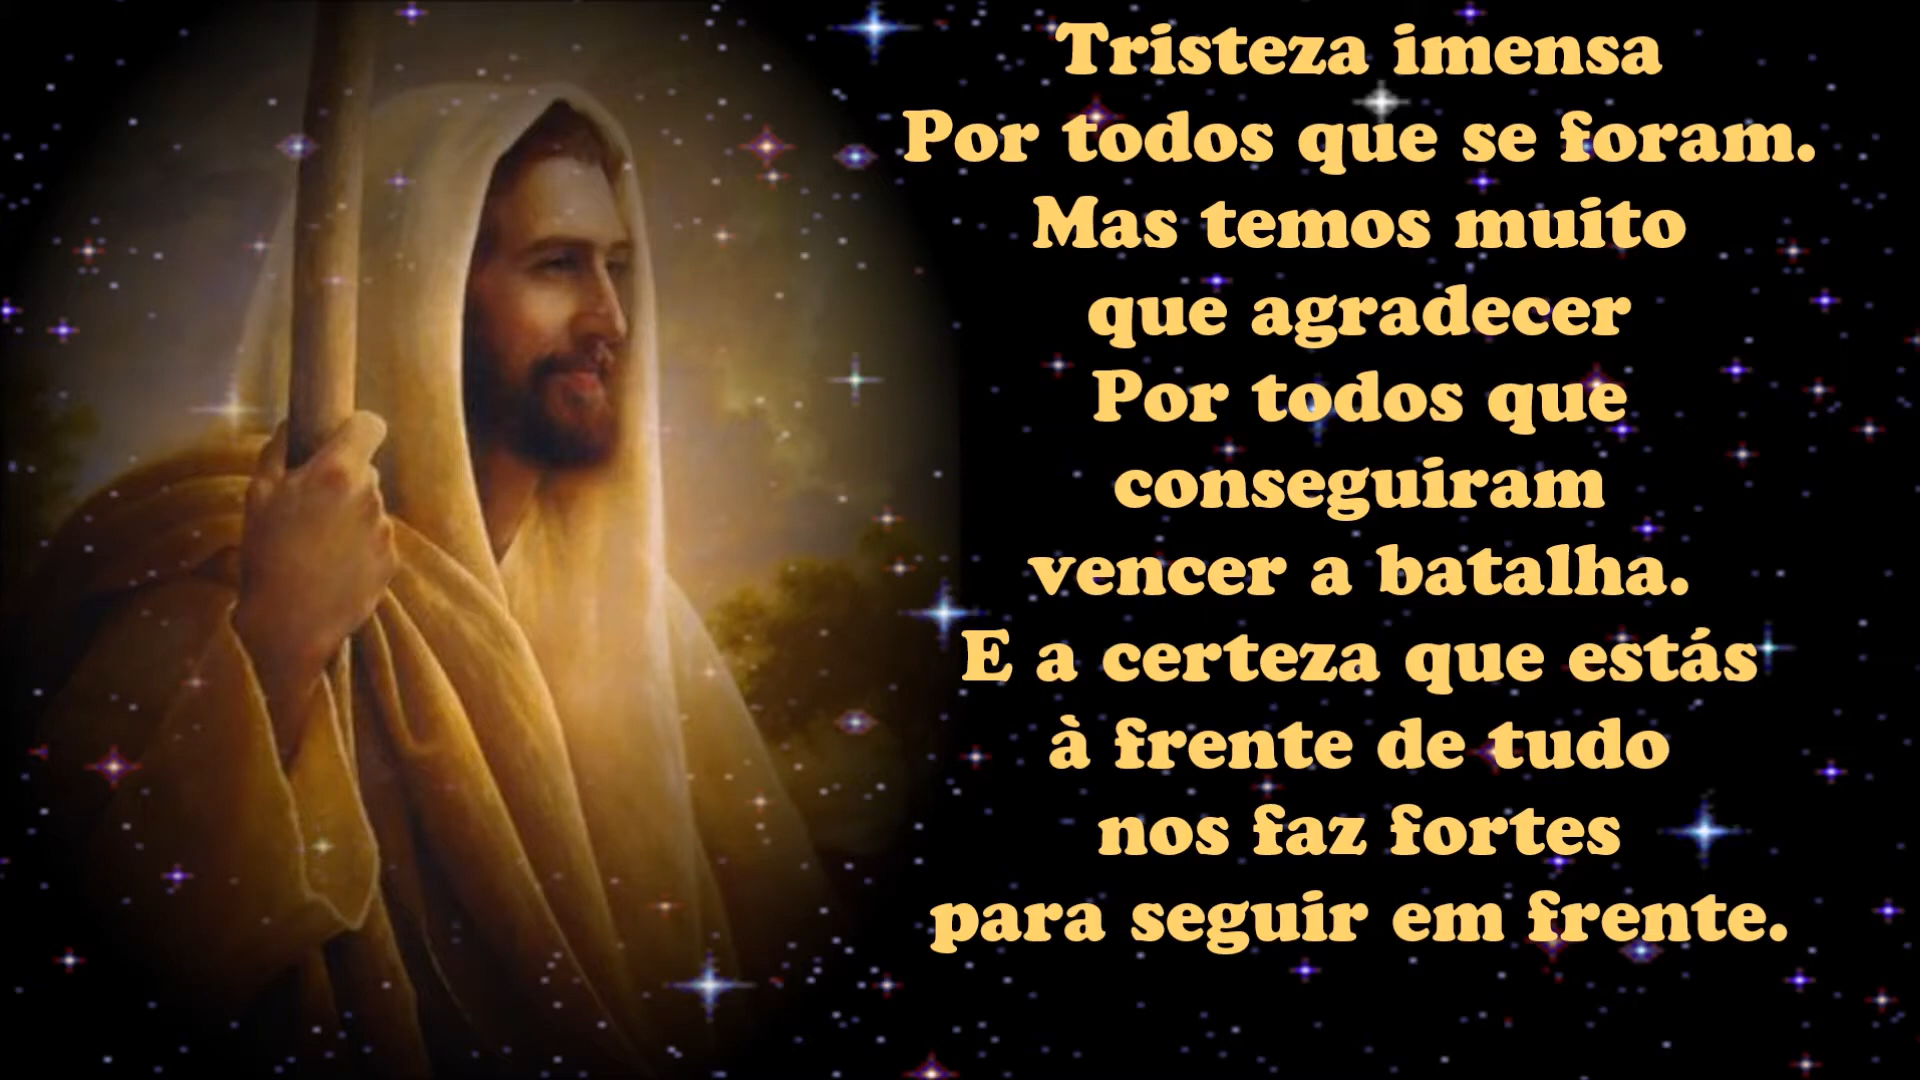 Tristeza imensa
Por todos que se foram.
Mas temos muito
que agradecer
Por todos que
conseguiram
vencer a batalha.
E a certeza que estás
à frente de tudo
nos faz fortes
para seguir em frente.